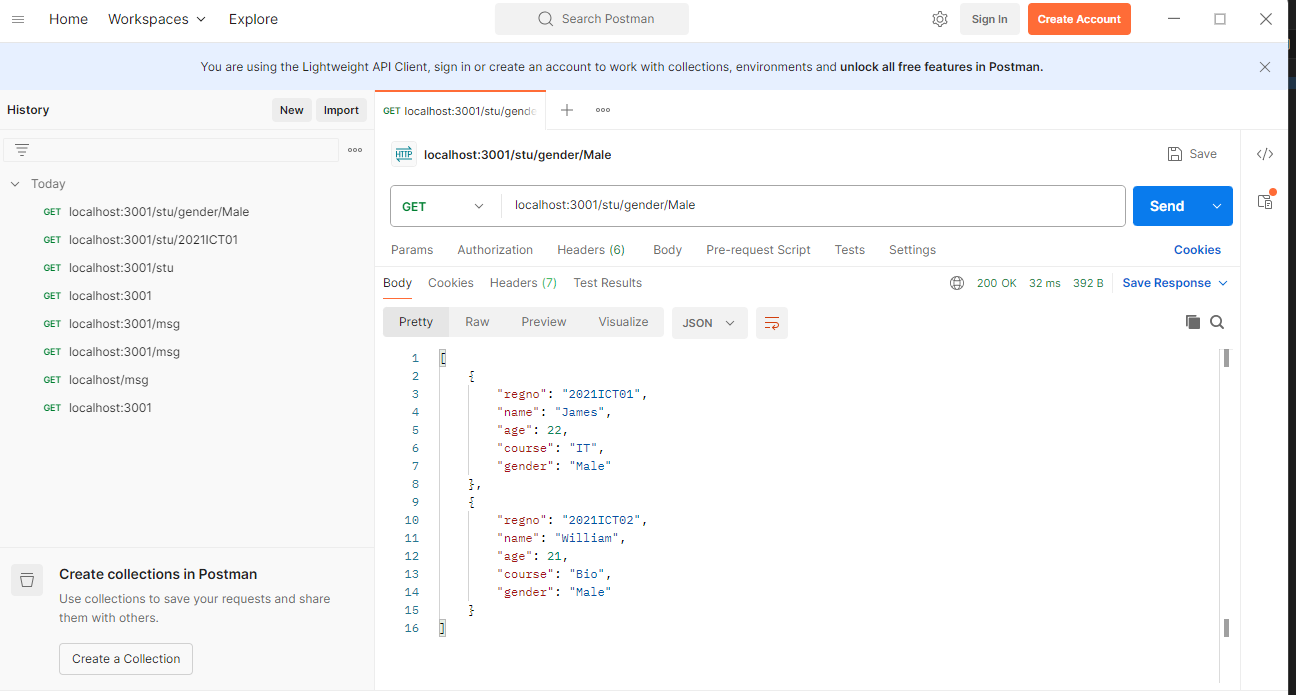 Home Workspaces Explore Search Postman Sign In Create Account
You are using the Lightweight API Client, sign in or create an account to work with collections, environments and unlock all free features in Postman.
History New Import
GET localhost:3001/stu/gende
Today
GET localhost:3001/stu/gender/Male
GET localhost:3001/stu/2021ICT01
GET localhost:3001/stu
GET localhost:3001
GET localhost:3001/msg
GET localhost:3001/msg
GET localhost/msg
GET localhost:3001
Create collections in Postman
Use collections to save your requests and share
them with others.
Create a Collection
HTTP localhost:3001/stu/gender/Male Save
GET localhost:3001/stu/gender/Male Send
Params Authorization Headers (6) Body Pre-request Script Tests Settings Cookies
Body Cookies Headers (7) Test Results 200 OK 32 ms 392 B Save Response
Pretty Raw Preview Visualize JSON
1 [
2 {
3 "regno": "2021ICT01",
4 "name": "James",
5 "age": 22,
6 "course": "IT",
7 "gender": "Male"
8 },
9 {
10 "regno": "2021ICT02",
11 "name": "William",
12 "age": 21,
13 "course": "Bio",
14 "gender": "Male"
15 }
16 ]